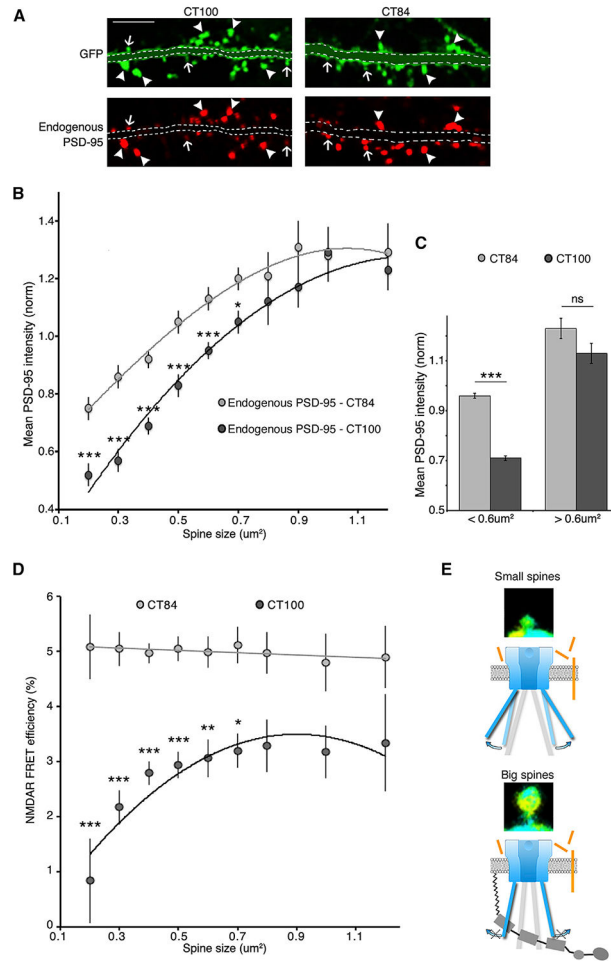 A
CT100
CT84
GFP
Endogenous
PSD-95
B
Mean PSD-95 intensity (norm)
1.4
1.2
1.0
0.8
0.6
0.4
***
***
***
***
***
*
Endogenous PSD-95 - CT84
Endogenous PSD-95 - CT100
0.1
0.3
0.5
0.7
0.9
1.1
Spine size (um²)
C
CT84
CT100
Mean PSD-95 intensity (norm)
1.1
0.9
0.7
0.5
***
ns
< 0.6um²
> 0.6um²
D
CT84
CT100
NMDAR FRET efficiency (%)
6
5
4
3
2
1
0
***
***
***
***
**
*
0.1
0.3
0.5
0.7
0.9
1.1
Spine size (um²)
E
Small spines
Big spines